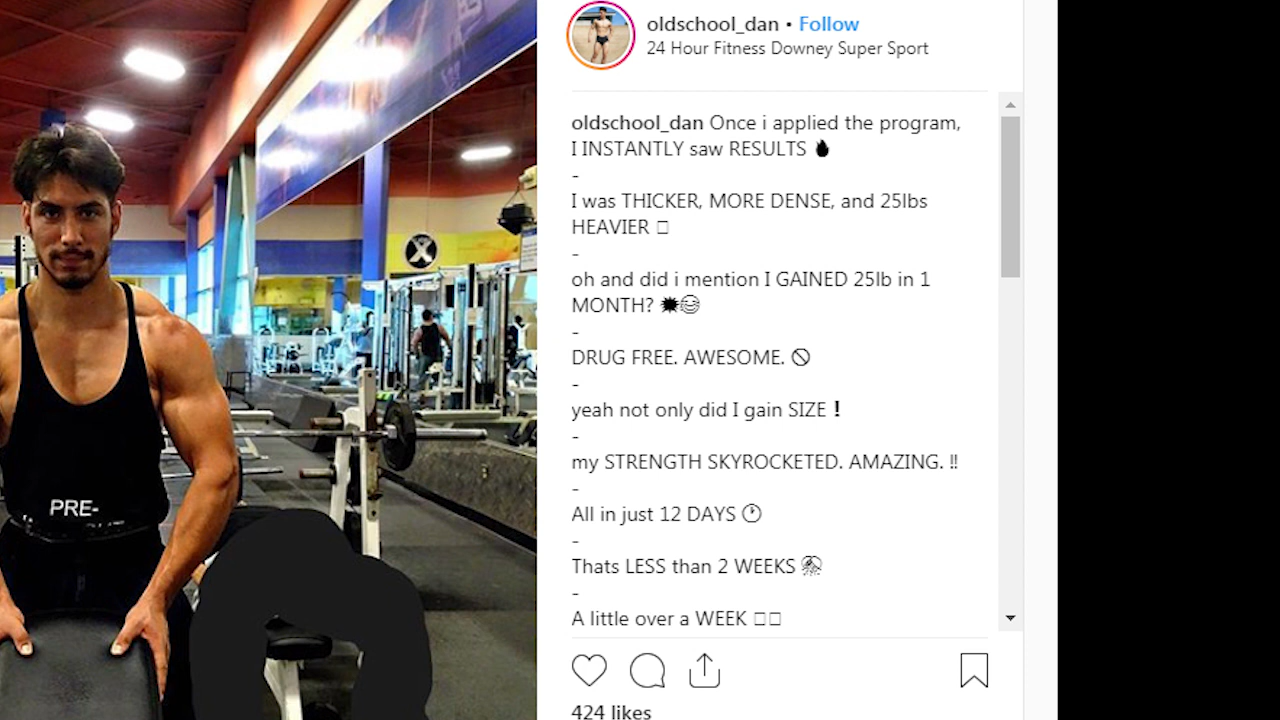 oldschool_dan • Follow
24 Hour Fitness Downey Super Sport
oldschool_dan Once i applied the program,
I INSTANTLY saw RESULTS
-
I was THICKER, MORE DENSE, and 25lbs
HEAVIER
-
oh and did i mention I GAINED 25lb in 1
MONTH?
-
DRUG FREE. AWESOME.
-
yeah not only did I gain SIZE❗
-
my STRENGTH SKYROCKETED. AMAZING. ‼
-
All in just 12 DAYS
-
Thats LESS than 2 WEEKS
-
A little over a WEEK
424 likes
PRE-
X